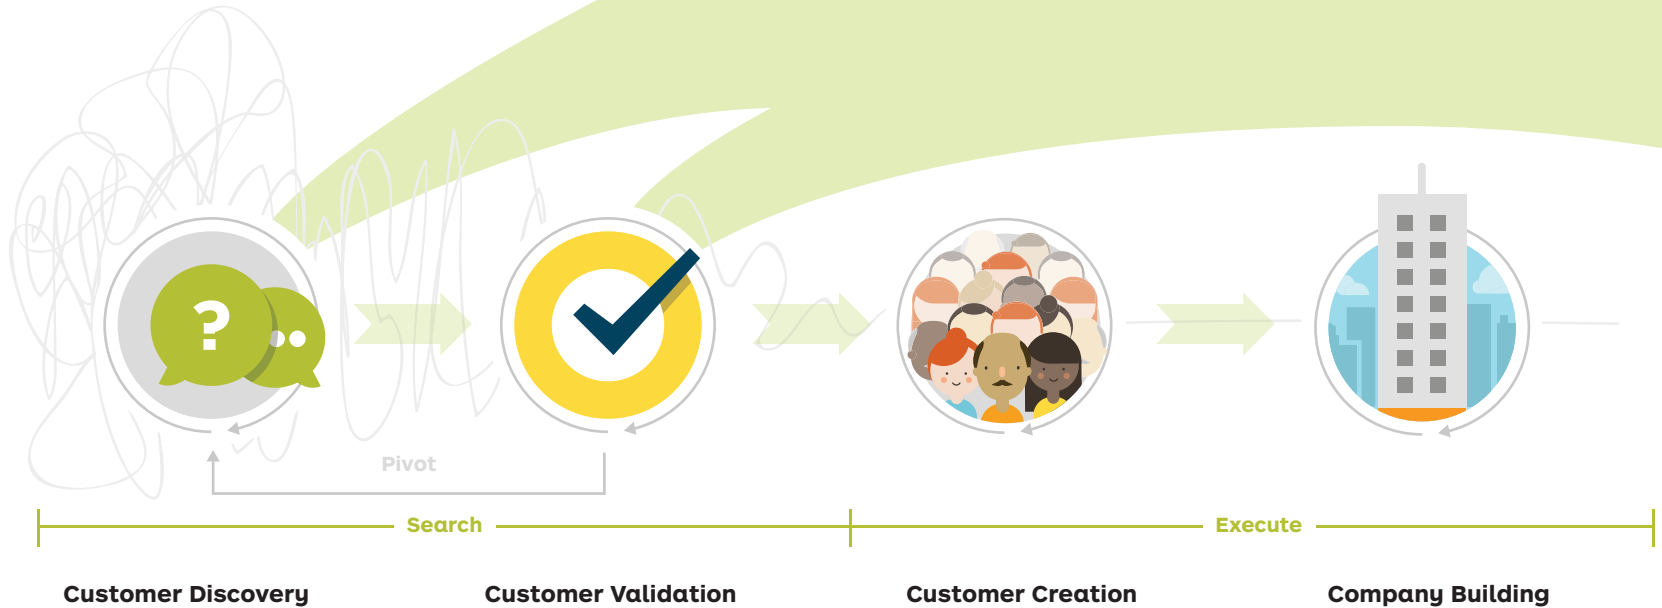 ?
Pivot
Search
Execute
Customer Discovery
Customer Validation
Customer Creation
Company Building